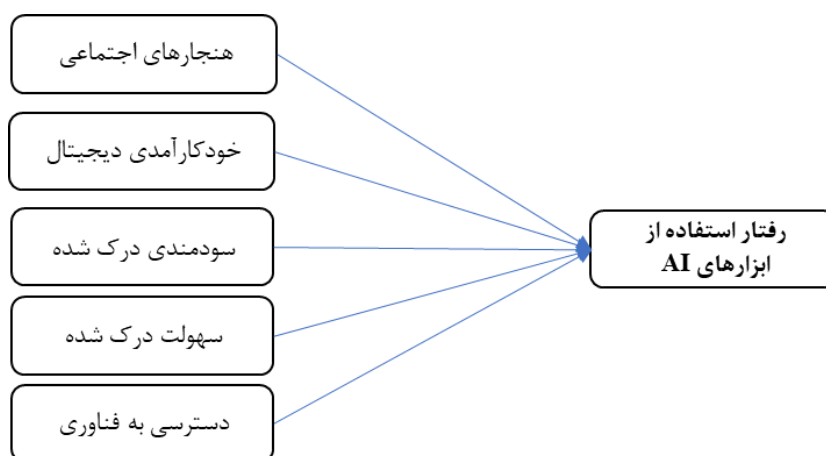 هنجارهای اجتماعی
خودکارآمدی دیجیتال
سودمندی درک شده
سهولت درک شده
دسترسی به فناوری
رفتار استفاده از
ابزارهای AI